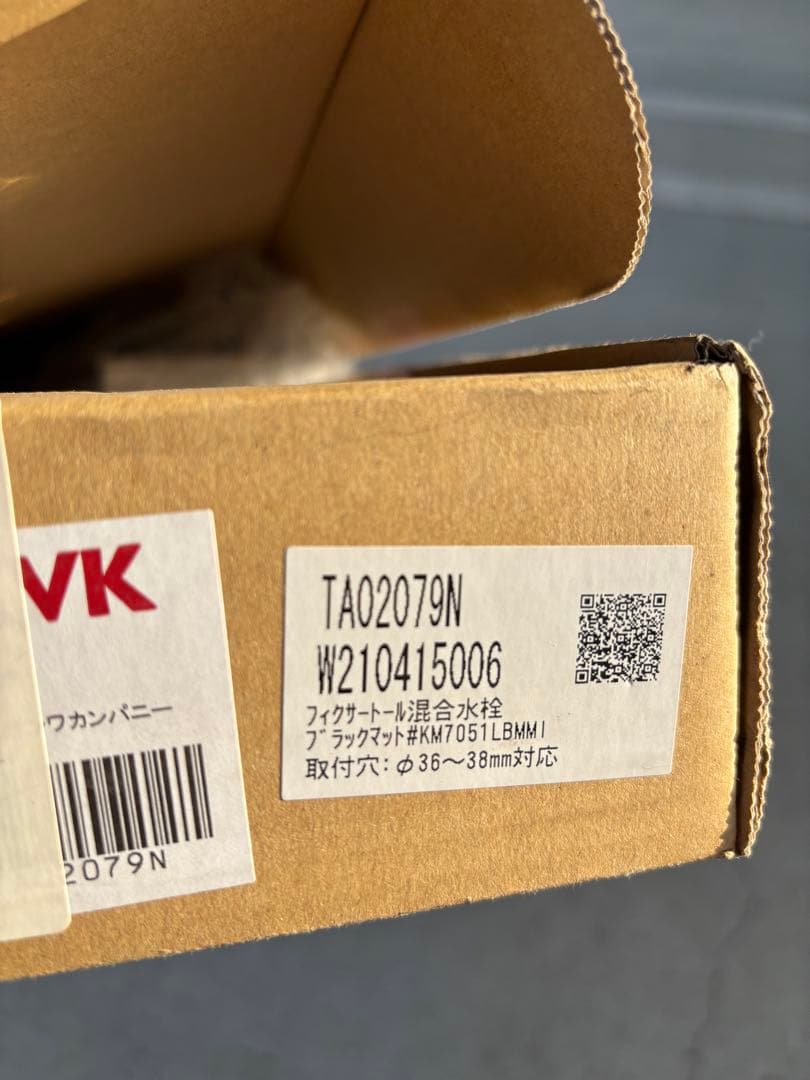 VK
ワカンパニー
2079N
TA02079N
W210415006
フィクサートール混合水栓
ブラックマット#KM7051LBMMI
取付穴:φ36～38mm対応